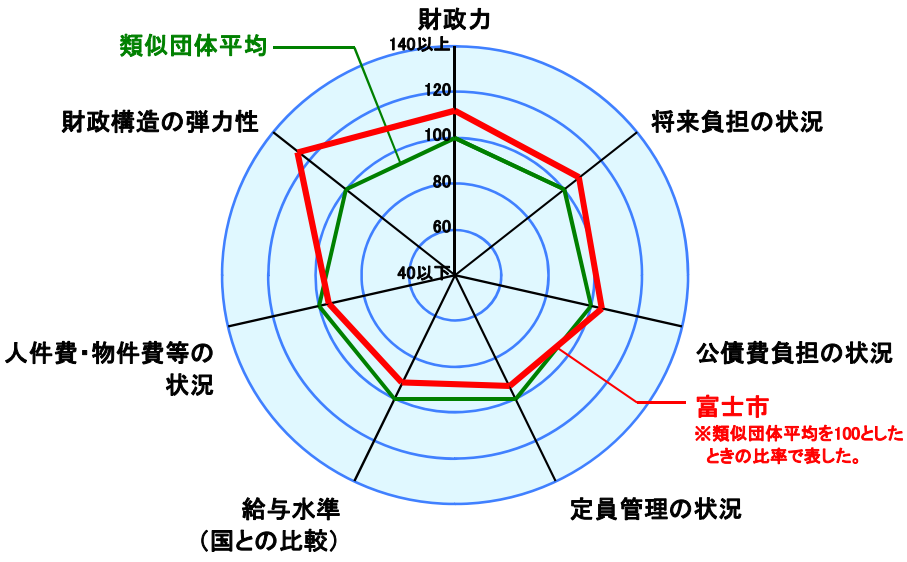 財政力
類似団体平均
140以上
120
100
80
60
40以下
財政構造の弾力性
将来負担の状況
人件費・物件費等の
状況
公債費負担の状況
富士市
※類似団体平均を100とした
ときの比率で表した。
給与水準
（国との比較）
定員管理の状況